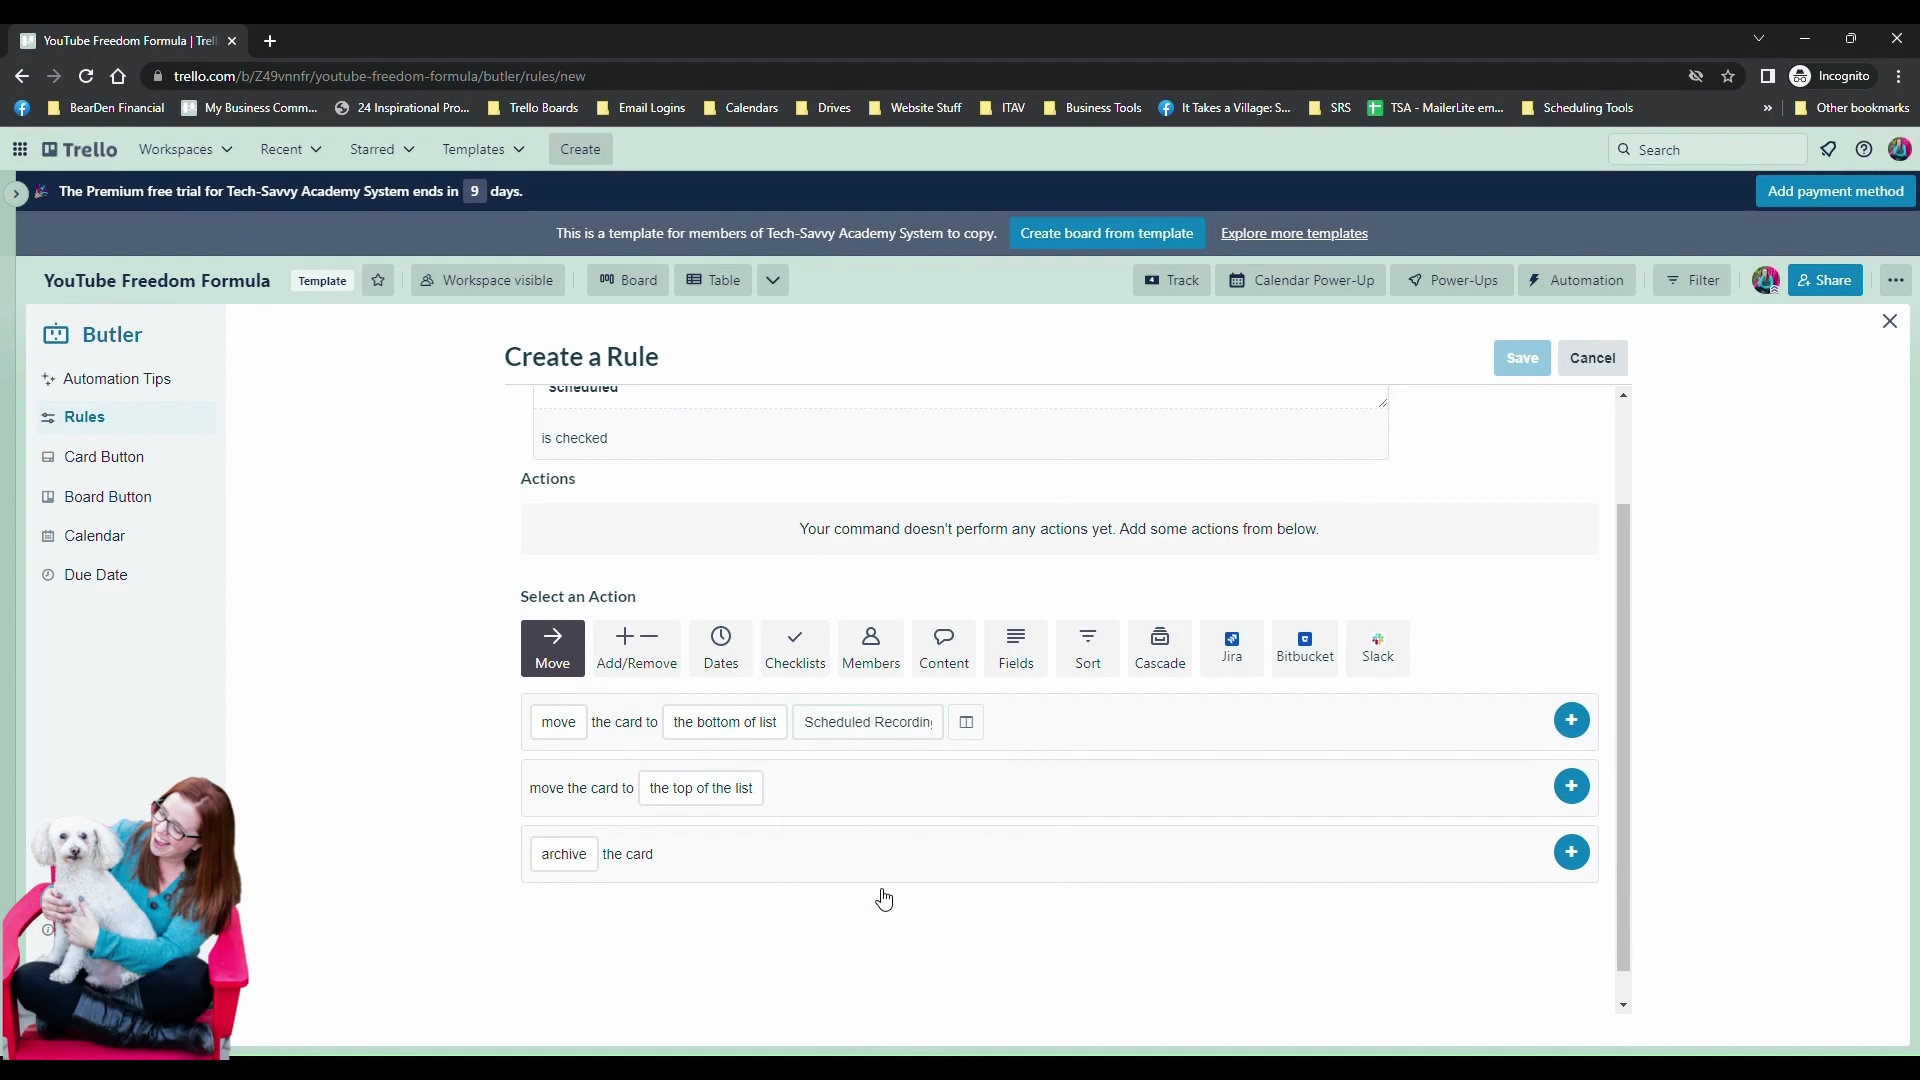 YouTube Freedom Formula | Trell
trello.com/b/Z49vnnfr/youtube-freedom-formula/butler/rules/new
Incognito
BearDen Financial
My Business Comm...
24 Inspirational Pro...
Trello Boards
Email Logins
Calendars
Drives
Website Stuff
ITAV
Business Tools
It Takes a Village: S...
SRS
TSA - MailerLite em...
Scheduling Tools
»
Other bookmarks
Trello
Workspaces
Recent
Starred
Templates
Create
Search
The Premium free trial for Tech-Savvy Academy System ends in 9 days.
Add payment method
This is a template for members of Tech-Savvy Academy System to copy.
Create board from template
Explore more templates
YouTube Freedom Formula
Template
Workspace visible
Board
Table
Track
Calendar Power-Up
Power-Ups
Automation
Filter
Share
Butler
Automation Tips
Rules
Card Button
Board Button
Calendar
Due Date
Create a Rule
Save
Cancel
Scheduled
is checked
Actions
Your command doesn't perform any actions yet. Add some actions from below.
Select an Action
Move
Add/Remove
Dates
Checklists
Members
Content
Fields
Sort
Cascade
Jira
Bitbucket
Slack
move the card to the bottom of list Scheduled Recording
move the card to the top of the list
archive the card